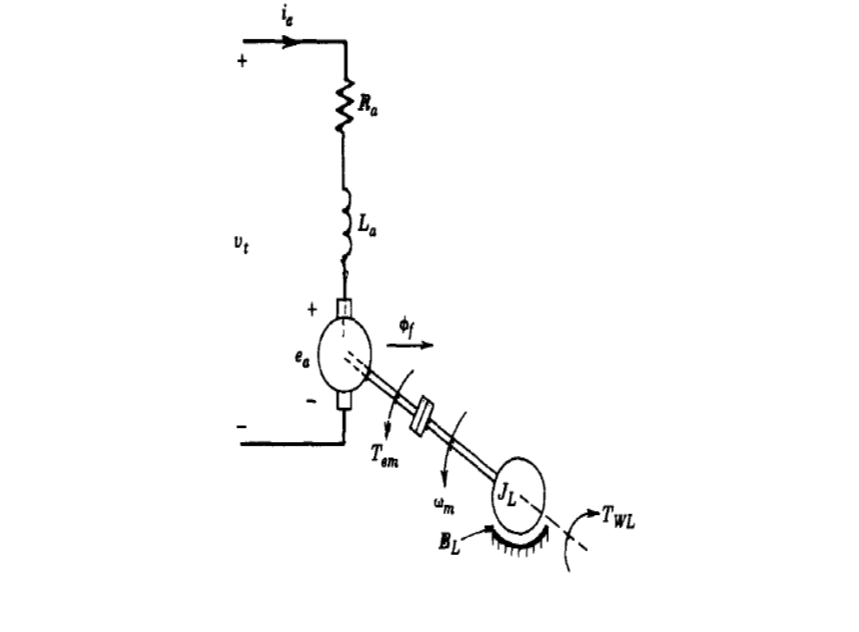 i_a
+
R_a
v_t
L_a
+
ϕ_f
e_a
-
-
T_em
ω_m
J_L
T_WL
B_L